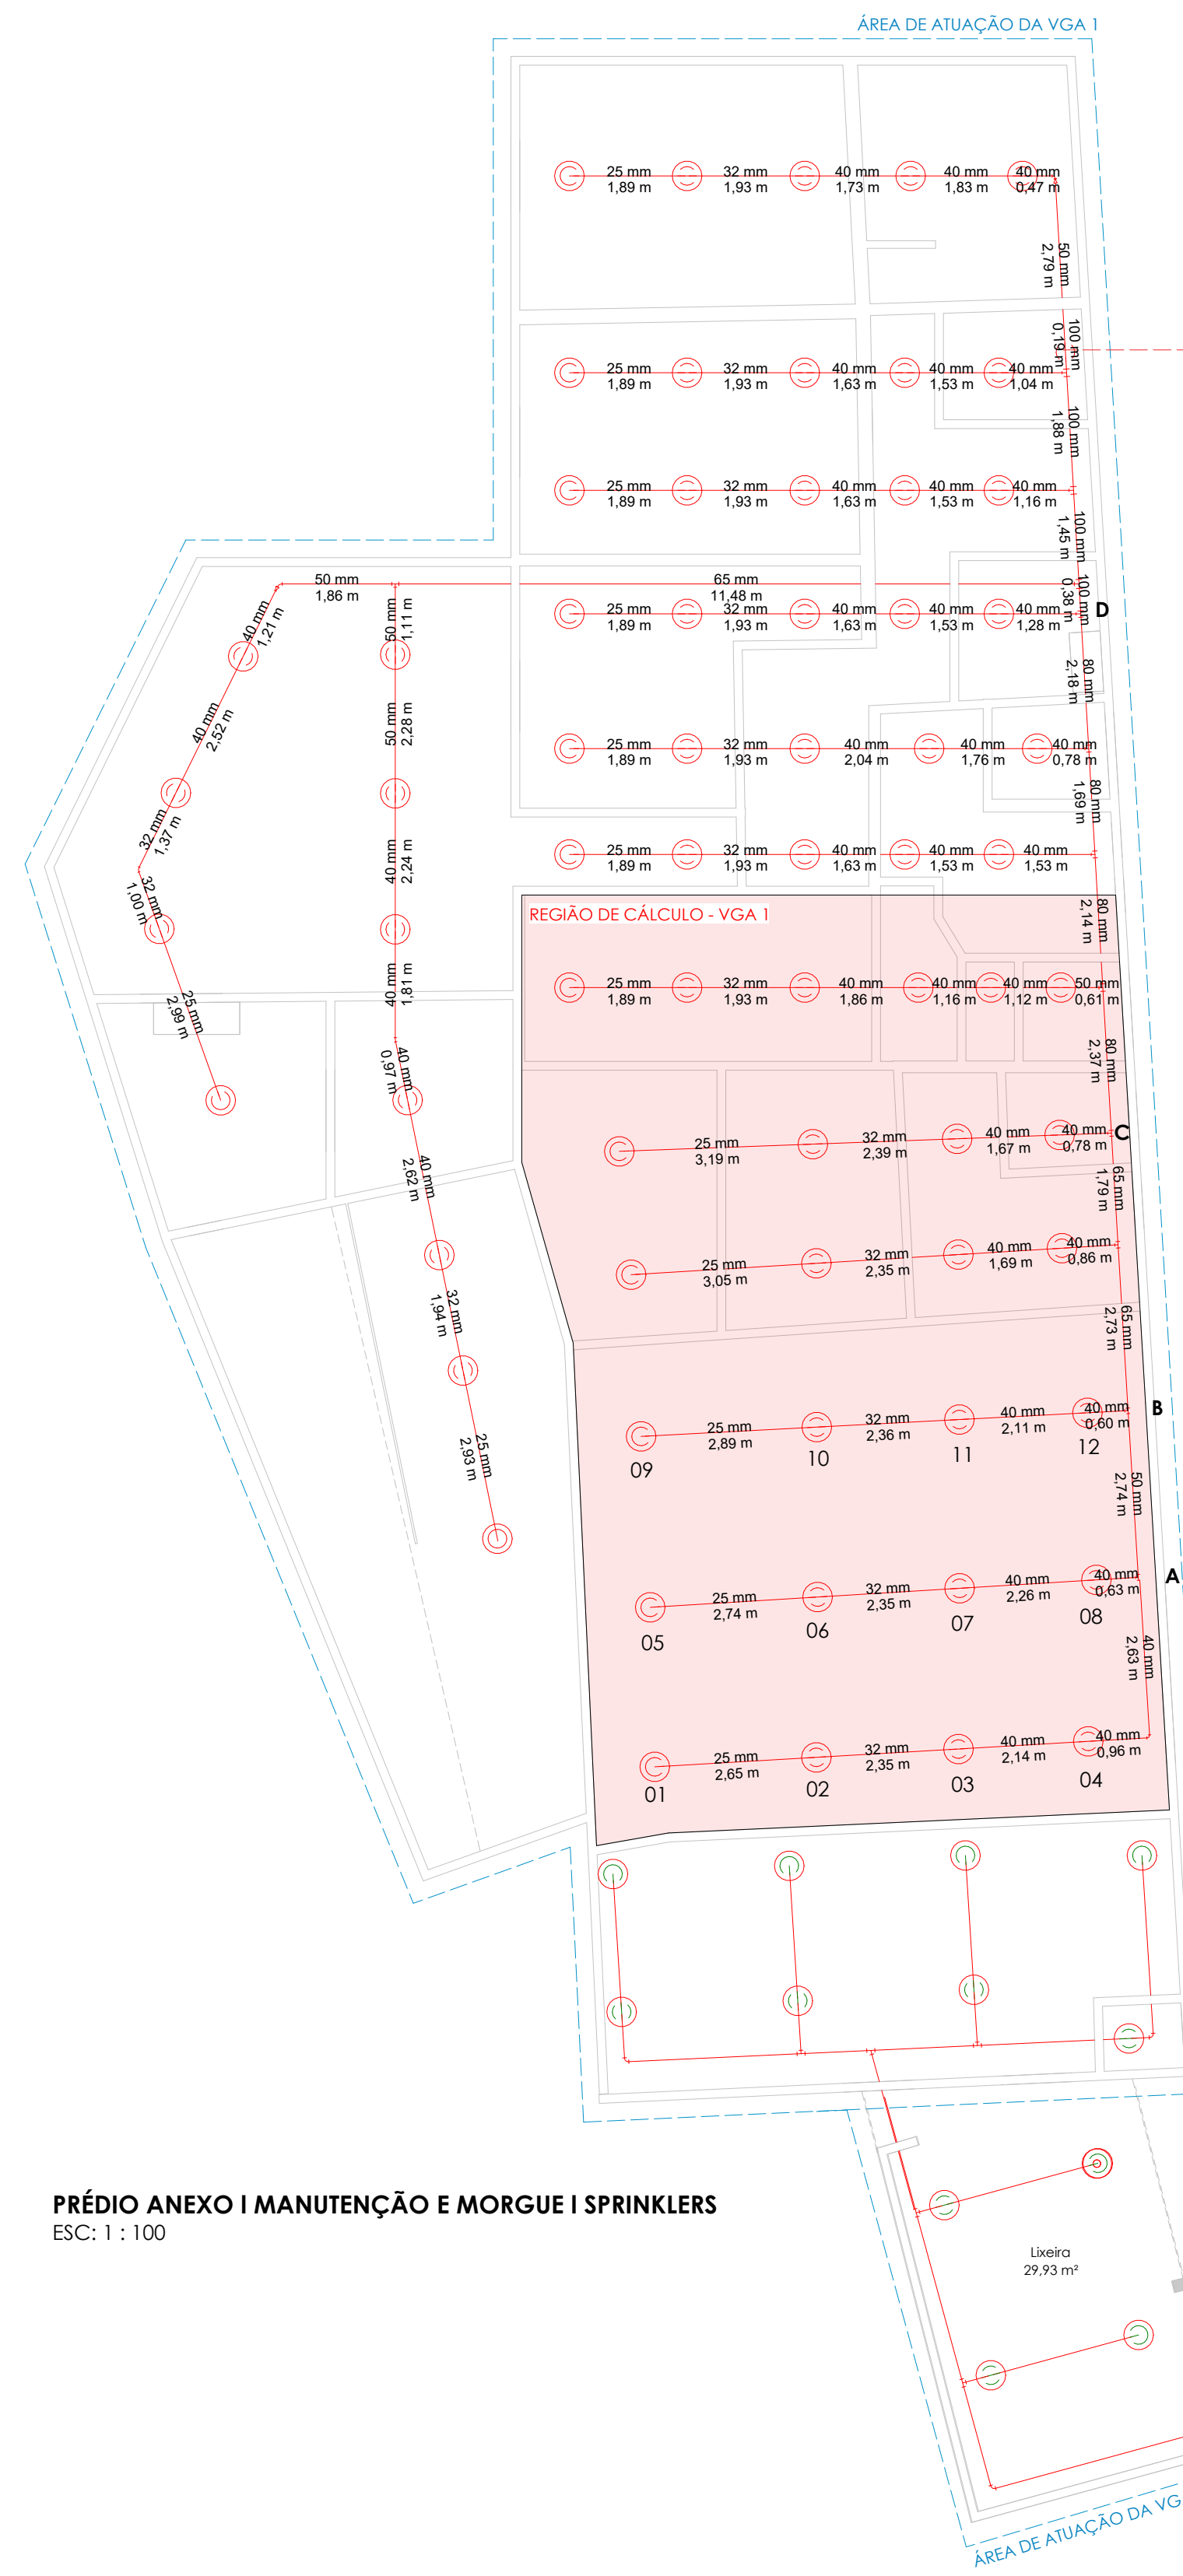 ÁREA DE ATUAÇÃO DA VGA 1
25 mm
1,89 m
32 mm
1,93 m
40 mm
1,73 m
40 mm
1,83 m
40 mm
0,47 m
50 mm
2,79 m
100 mm
0,19 m
25 mm
1,89 m
32 mm
1,93 m
40 mm
1,63 m
40 mm
1,53 m
40 mm
1,04 m
100 mm
1,88 m
25 mm
1,89 m
32 mm
1,93 m
40 mm
1,63 m
40 mm
1,53 m
40 mm
1,16 m
100 mm
1,45 m
50 mm
1,86 m
65 mm
11,48 m
100 mm
0,38 m
D
40 mm
1,21 m
50 mm
1,11 m
25 mm
1,89 m
32 mm
1,93 m
40 mm
1,63 m
40 mm
1,53 m
40 mm
1,28 m
80 mm
2,18 m
40 mm
2,52 m
50 mm
2,28 m
25 mm
1,89 m
32 mm
1,93 m
40 mm
2,04 m
40 mm
1,76 m
40 mm
0,78 m
80 mm
1,69 m
32 mm
1,37 m
40 mm
2,24 m
25 mm
1,89 m
32 mm
1,93 m
40 mm
1,63 m
40 mm
1,53 m
40 mm
1,53 m
32 mm
1,00 m
80 mm
2,14 m
REGIÃO DE CÁLCULO - VGA 1
25 mm
2,99 m
40 mm
1,81 m
25 mm
1,89 m
32 mm
1,93 m
40 mm
1,86 m
40 mm
1,16 m
40 mm
1,12 m
50 mm
0,61 m
40 mm
0,97 m
80 mm
2,37 m
25 mm
3,19 m
32 mm
2,39 m
40 mm
1,67 m
40 mm
0,78 m
C
40 mm
2,62 m
65 mm
1,79 m
25 mm
3,05 m
32 mm
2,35 m
40 mm
1,69 m
40 mm
0,86 m
32 mm
1,94 m
65 mm
2,73 m
25 mm
2,89 m
32 mm
2,36 m
40 mm
2,11 m
40 mm
0,60 m
B
09
10
11
12
25 mm
2,93 m
50 mm
2,74 m
25 mm
2,74 m
32 mm
2,35 m
40 mm
2,26 m
40 mm
0,63 m
A
05
06
07
08
40 mm
2,63 m
25 mm
2,65 m
32 mm
2,35 m
40 mm
2,14 m
40 mm
0,96 m
01
02
03
04
PRÉDIO ANEXO I MANUTENÇÃO E MORGUE I SPRINKLERS
ESC: 1 : 100
Lixeira
29,93 m²
ÁREA DE ATUAÇÃO DA VG